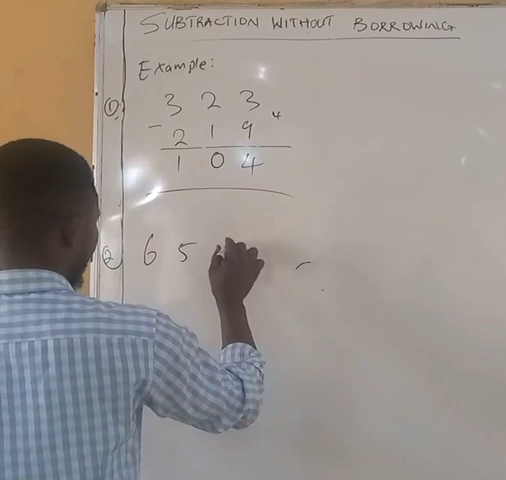 SUBTRACTION WITHOUT BORROWING
Example:
① 3 2 3
- 2 1 9 4
1 0 4
② 6 5